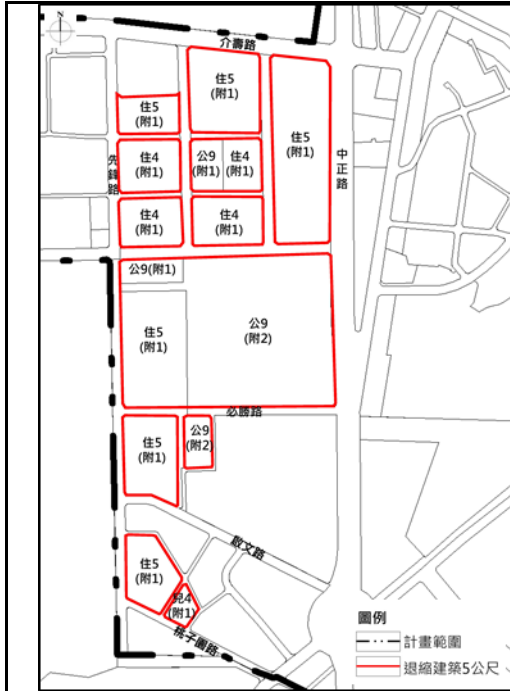 N
介壽路
住5
(附1)
住5
(附1)
住5
(附1)
中正路
先鋒路
住4
(附1)
公9
(附1)
住4
(附1)
住4
(附1)
住4
(附1)
公9(附1)
住5
(附1)
公9
(附2)
必勝路
住5
(附1)
公9
(附2)
啟文路
住5
(附1)
兒4
(附1)
桃子園路
圖例
計畫範圍
退縮建築5公尺